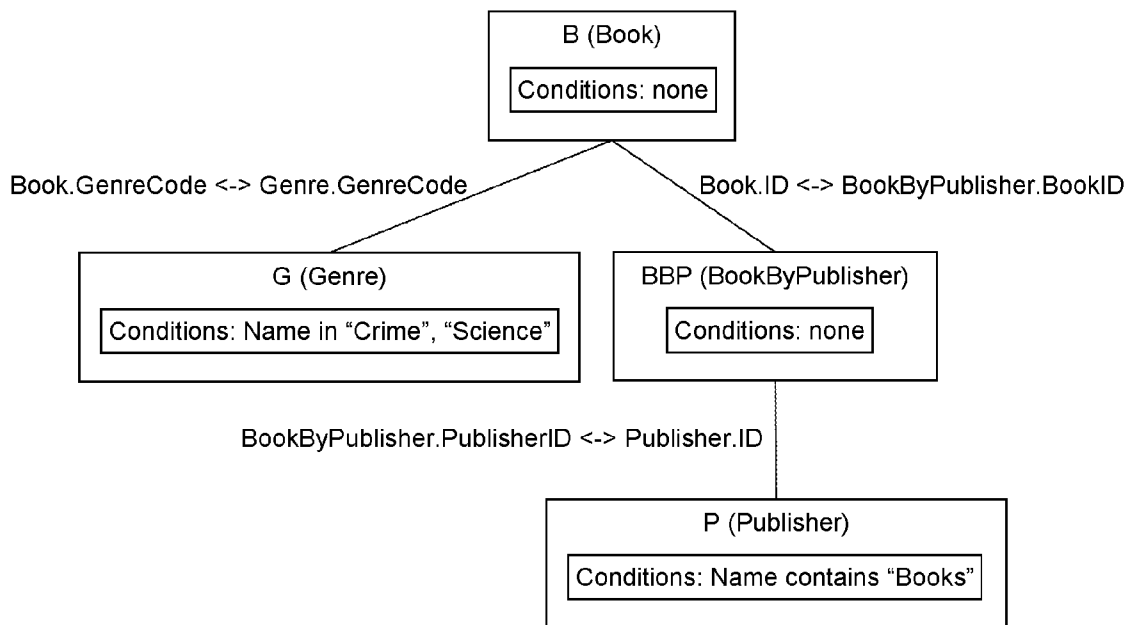 B (Book)
Conditions: none
Book.GenreCode <-> Genre.GenreCode
Book.ID <-> BookByPublisher.BookID
G (Genre)
Conditions: Name in “Crime”, “Science”
BBP (BookByPublisher)
Conditions: none
BookByPublisher.PublisherID <-> Publisher.ID
P (Publisher)
Conditions: Name contains “Books”